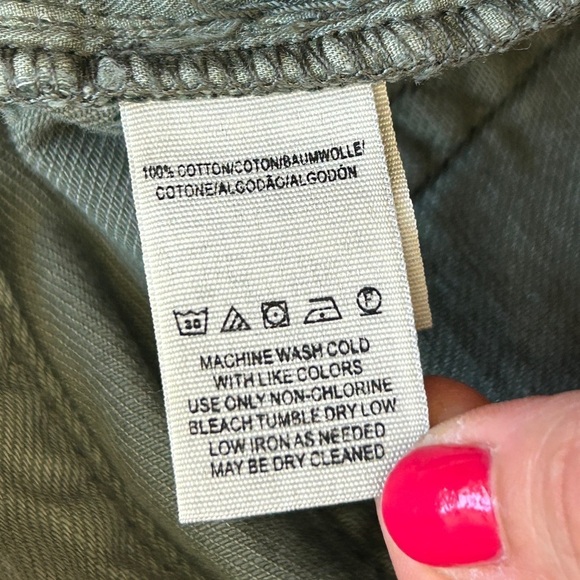 100% COTTON/COTON/BAUMWOLLE/
COTONE/ALGODÃO/ALGODÓN
30 F
MACHINE WASH COLD
WITH LIKE COLORS
USE ONLY NON-CHLORINE
BLEACH TUMBLE DRY LOW
LOW IRON AS NEEDED
MAY BE DRY CLEANED